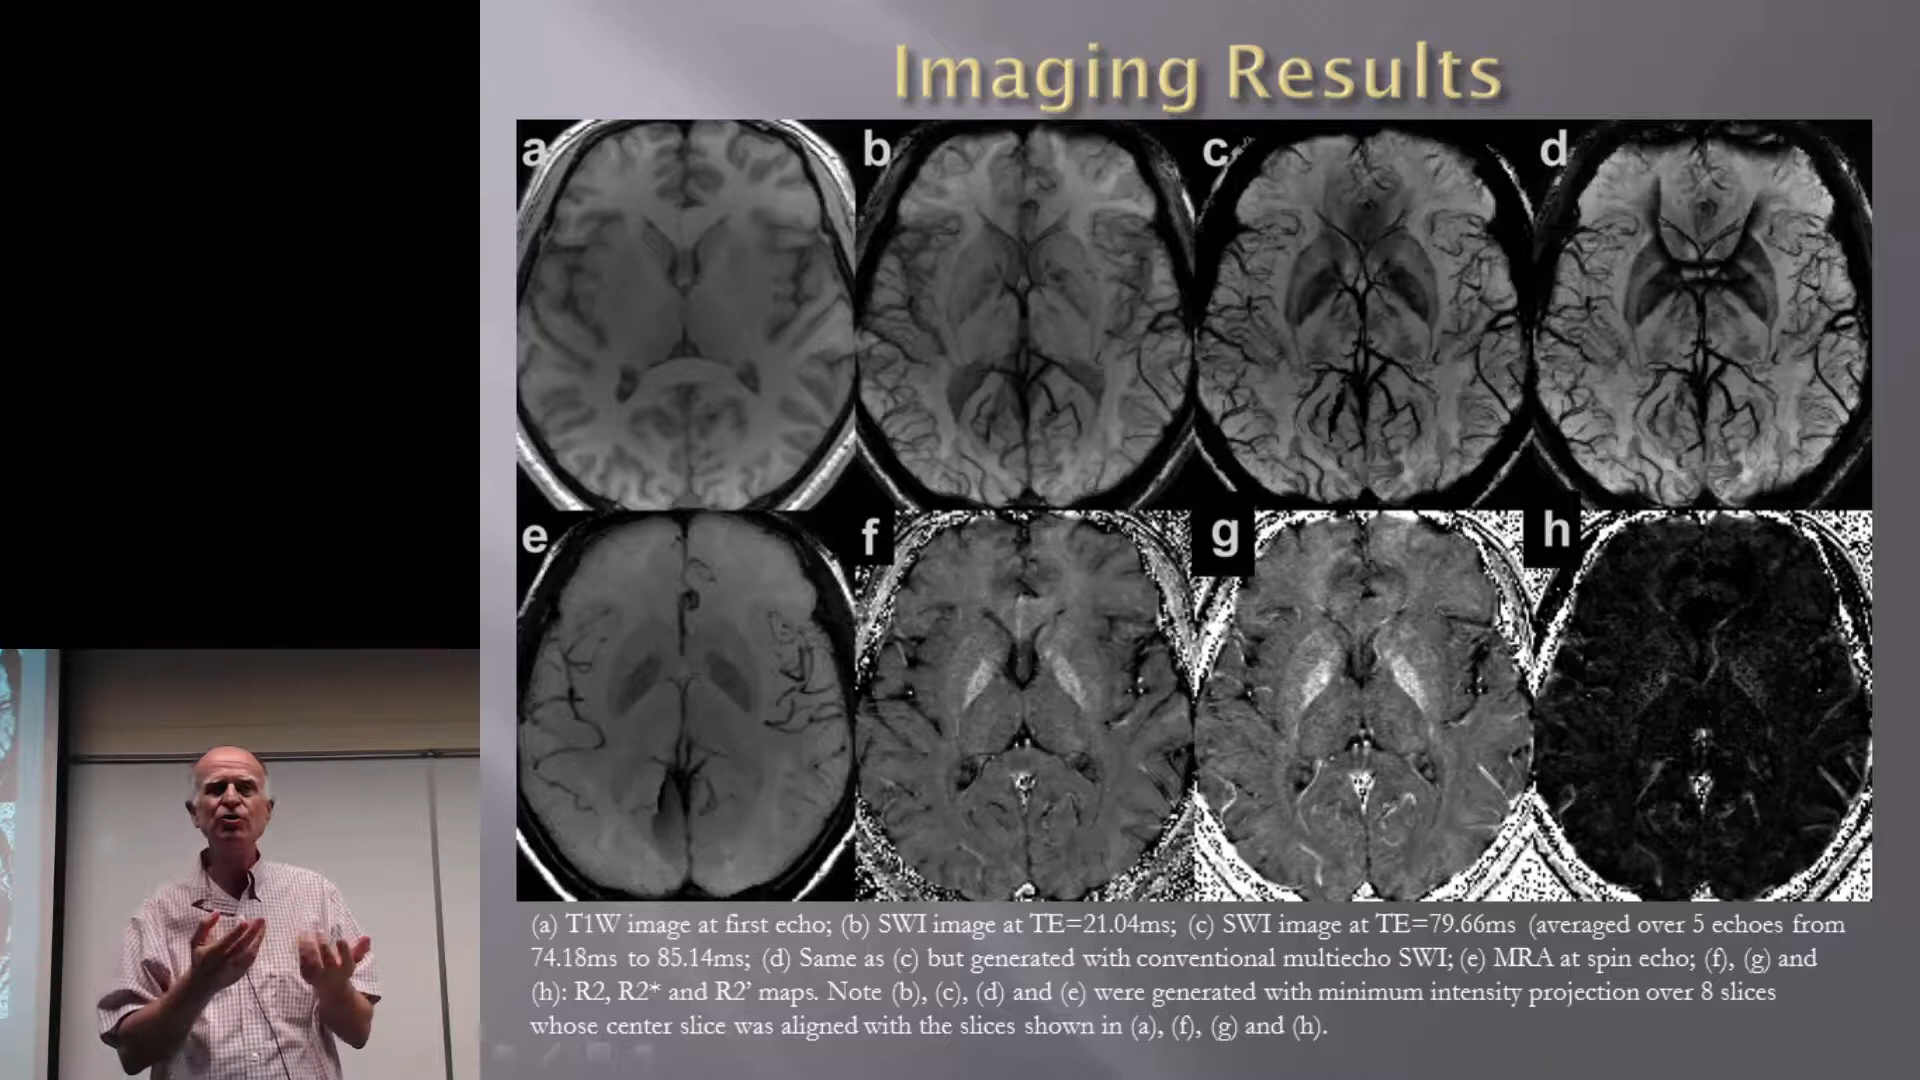 Imaging Results
a b c d
e f g h
(a) T1W image at first echo; (b) SWI image at TE=21.04ms; (c) SWI image at TE=79.66ms (averaged over 5 echoes from
74.18ms to 85.14ms; (d) Same as (c) but generated with conventional multiecho SWI; (e) MRA at spin echo; (f), (g) and
(h): R2, R2* and R2’ maps. Note (b), (c), (d) and (e) were generated with minimum intensity projection over 8 slices
whose center slice was aligned with the slices shown in (a), (f), (g) and (h).